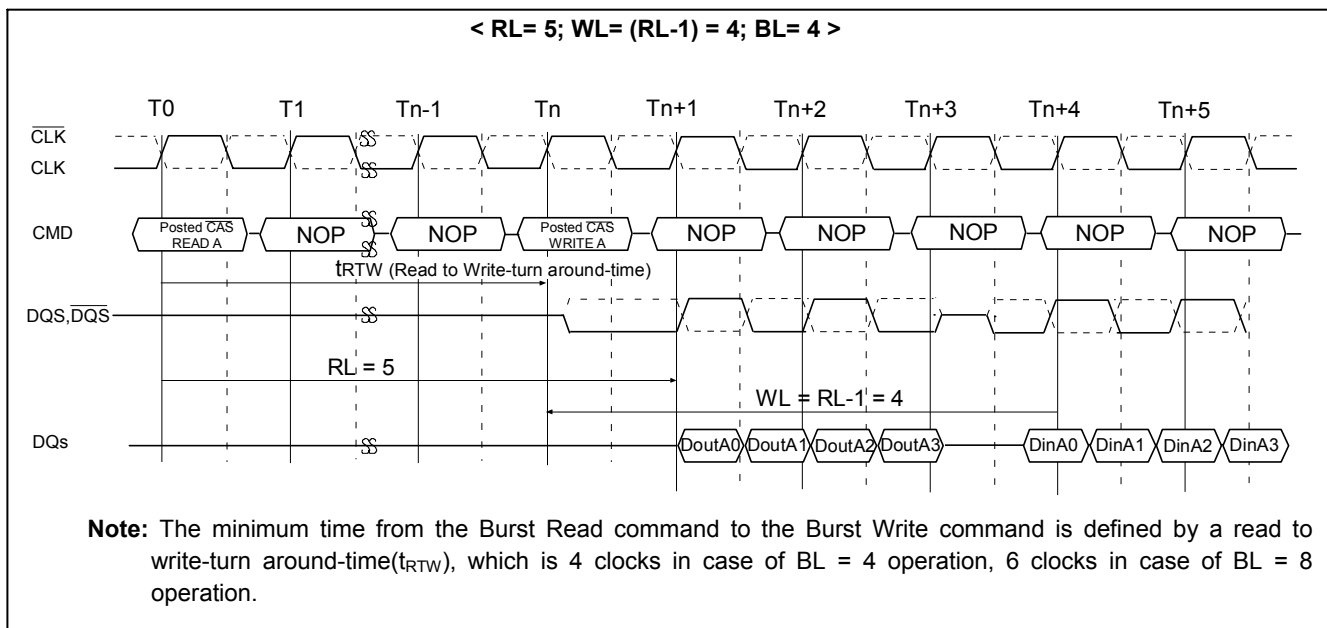 < RL= 5; WL= (RL-1) = 4; BL= 4 >
T0 T1 Tn-1 Tn Tn+1 Tn+2 Tn+3 Tn+4 Tn+5
C̅L̅K̅
CLK
CMD Posted C̅A̅S̅ READ A NOP NOP Posted C̅A̅S̅ WRITE A NOP NOP NOP NOP NOP
tRTW (Read to Write-turn around-time)
DQS,D̅Q̅S̅
RL = 5
WL = RL-1 = 4
DQs DoutA0 DoutA1 DoutA2 DoutA3 DinA0 DinA1 DinA2 DinA3
Note: The minimum time from the Burst Read command to the Burst Write command is defined by a read to
write-turn around-time(tRTW), which is 4 clocks in case of BL = 4 operation, 6 clocks in case of BL = 8
operation.